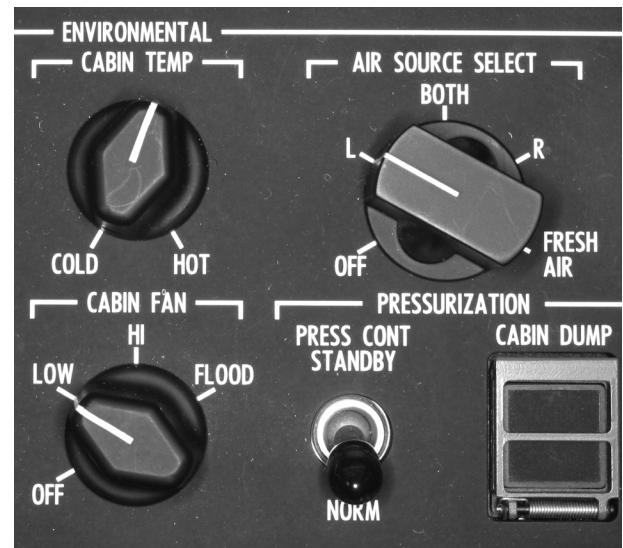 ENVIRONMENTAL
CABIN TEMP
COLD
HOT
AIR SOURCE SELECT
BOTH
L
R
OFF
FRESH
AIR
CABIN FAN
HI
LOW
FLOOD
OFF
PRESSURIZATION
PRESS CONT
STANDBY
NORM
CABIN DUMP